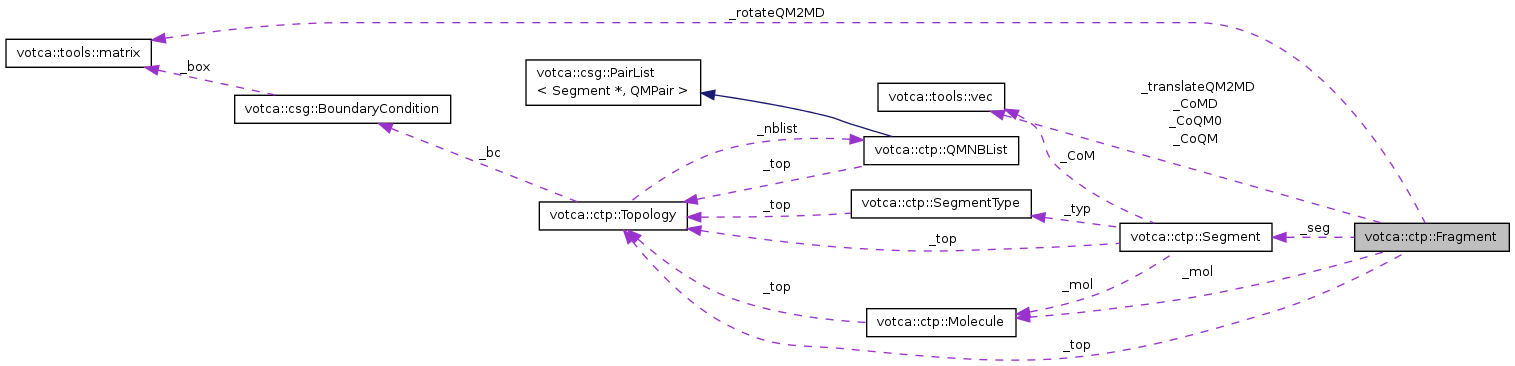 _rotateQM2MD
votca::tools::matrix
_box
votca::csg::PairList
< Segment *, QMPair >
votca::tools::vec
votca::csg::BoundaryCondition
_translateQM2MD
_CoMD
_CoQM0
_CoQM
_nblist
votca::ctp::QMNBList
_bc
_CoM
_top
votca::ctp::SegmentType
_top
_typ
votca::ctp::Topology
votca::ctp::Segment
_seg
votca::ctp::Fragment
_top
_mol
_mol
_top
votca::ctp::Molecule
_top